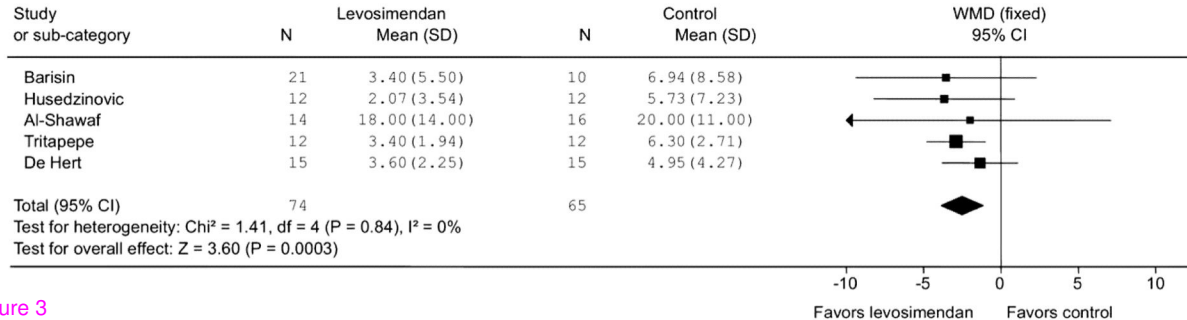 Study Levosimendan Control WMD (fixed)
or sub-category N Mean (SD) N Mean (SD) 95% CI
Barisin 21 3.40(5.50) 10 6.94(8.58)
Husedzinovic 12 2.07(3.54) 12 5.73(7.23)
Al-Shawaf 14 18.00(14.00) 16 20.00(11.00)
Tritapepe 12 3.40(1.94) 12 6.30(2.71)
De Hert 15 3.60(2.25) 15 4.95(4.27)
Total (95% CI) 74 65
Test for heterogeneity: Chi² = 1.41, df = 4 (P = 0.84), I² = 0%
Test for overall effect: Z = 3.60 (P = 0.0003)
-10 -5 0 5 10
Favors levosimendan Favors control
ure 3